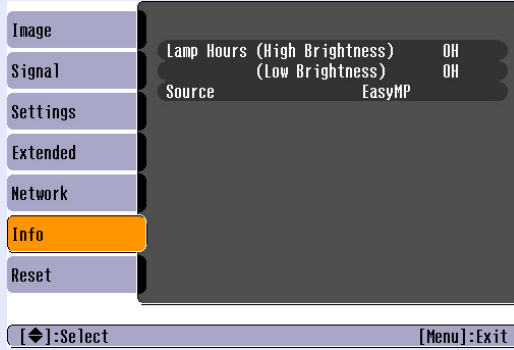 Image
Signal
Settings
Extended
Network
Info
Reset
Lamp Hours (High Brightness) 0H
(Low Brightness) 0H
Source EasyMP
[◆]:Select [Menu]:Exit